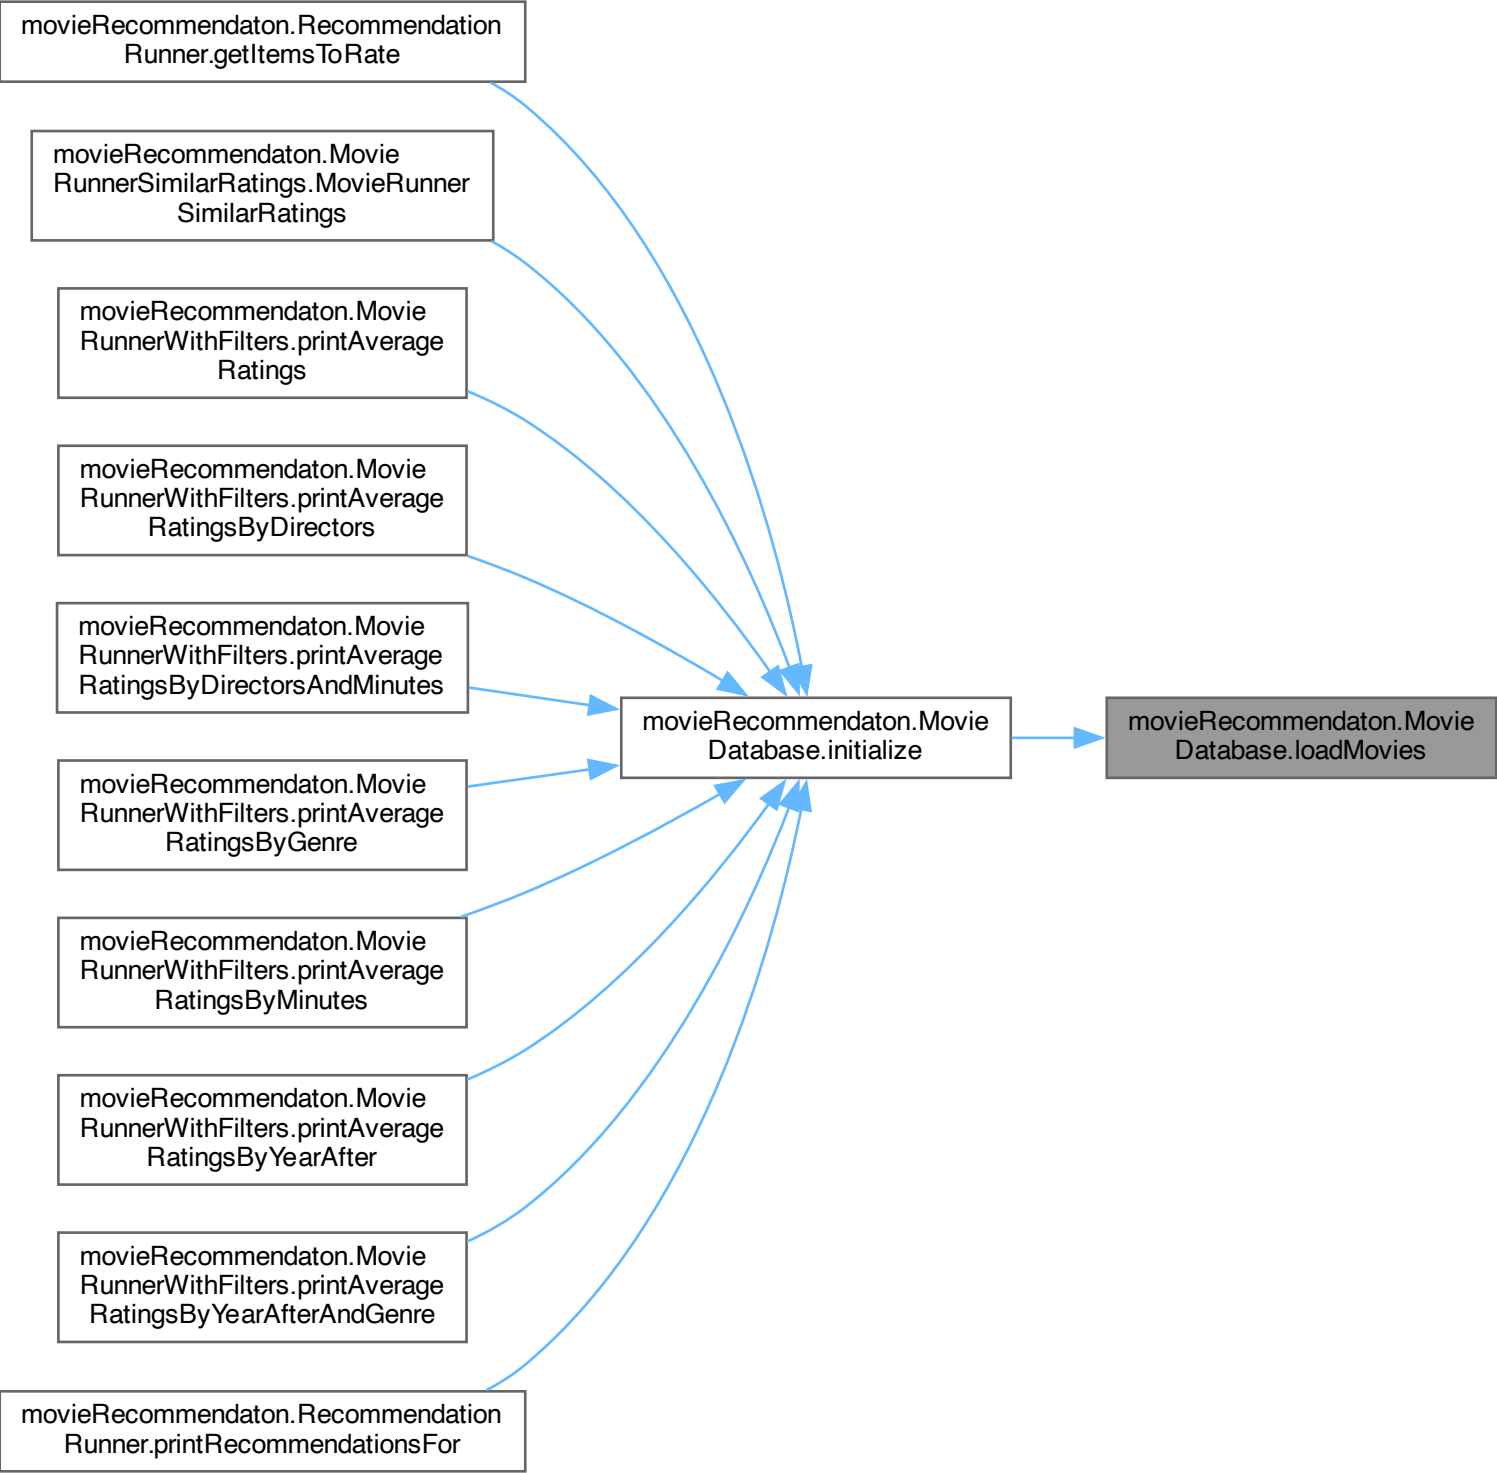 movieRecommendaton.Recommendation
Runner.getItemsToRate
movieRecommendaton.Movie
RunnerSimilarRatings.MovieRunner
SimilarRatings
movieRecommendaton.Movie
RunnerWithFilters.printAverage
Ratings
movieRecommendaton.Movie
RunnerWithFilters.printAverage
RatingsByDirectors
movieRecommendaton.Movie
RunnerWithFilters.printAverage
RatingsByDirectorsAndMinutes
movieRecommendaton.Movie
RunnerWithFilters.printAverage
RatingsByGenre
movieRecommendaton.Movie
RunnerWithFilters.printAverage
RatingsByMinutes
movieRecommendaton.Movie
RunnerWithFilters.printAverage
RatingsByYearAfter
movieRecommendaton.Movie
RunnerWithFilters.printAverage
RatingsByYearAfterAndGenre
movieRecommendaton.Recommendation
Runner.printRecommendationsFor
movieRecommendaton.Movie
Database.initialize
movieRecommendaton.Movie
Database.loadMovies